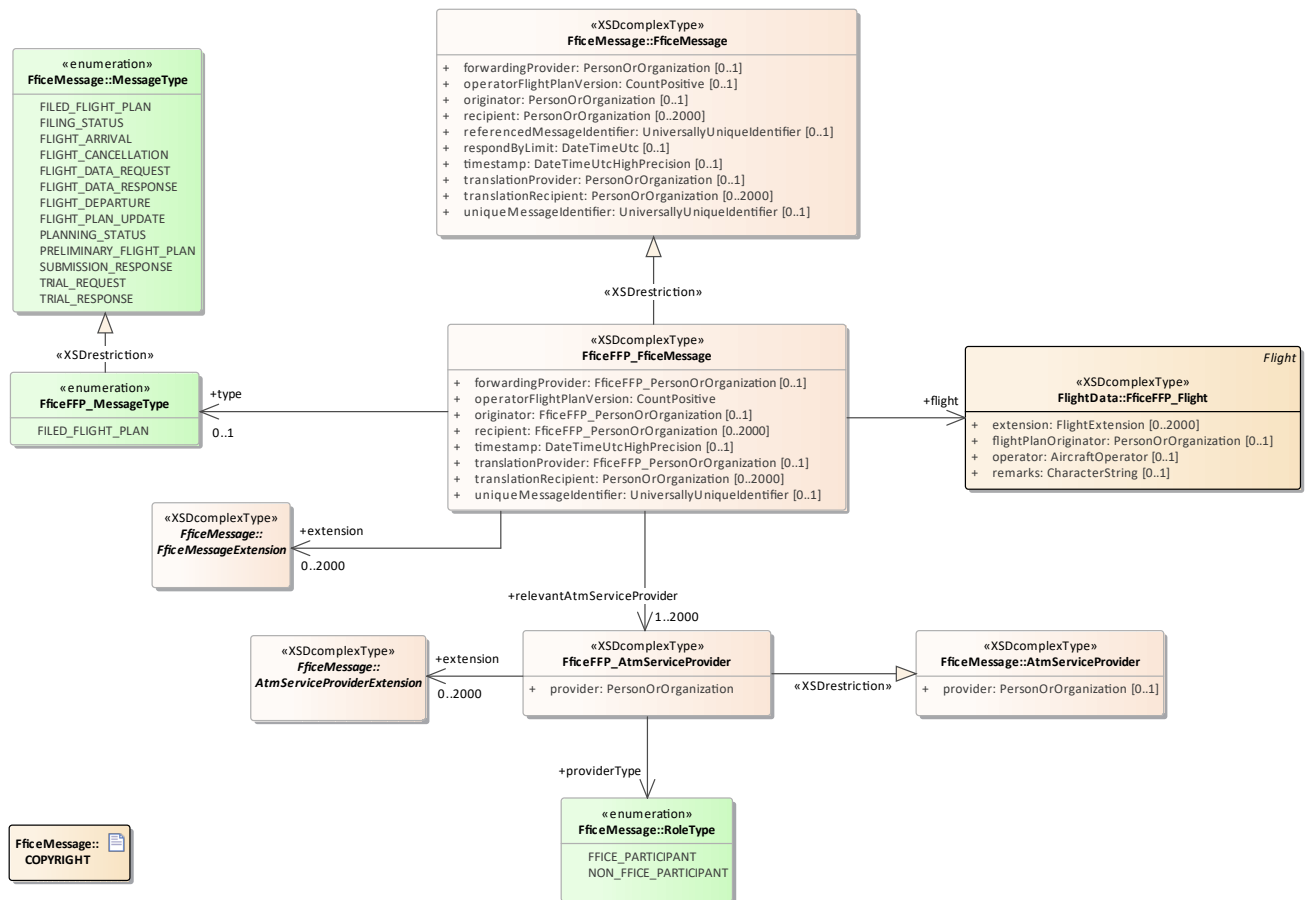 «XSDcomplexType»
FficeMessage::FficeMessage
+ forwardingProvider: PersonOrOrganization [0..1]
+ operatorFlightPlanVersion: CountPositive [0..1]
+ originator: PersonOrOrganization [0..1]
+ recipient: PersonOrOrganization [0..2000]
+ referencedMessageIdentifier: UniversallyUniqueIdentifier [0..1]
+ respondByLimit: DateTimeUtc [0..1]
+ timestamp: DateTimeUtcHighPrecision [0..1]
+ translationProvider: PersonOrOrganization [0..1]
+ translationRecipient: PersonOrOrganization [0..2000]
+ uniqueMessageIdentifier: UniversallyUniqueIdentifier [0..1]
«enumeration»
FficeMessage::MessageType
FILED_FLIGHT_PLAN
FILING_STATUS
FLIGHT_ARRIVAL
FLIGHT_CANCELLATION
FLIGHT_DATA_REQUEST
FLIGHT_DATA_RESPONSE
FLIGHT_DEPARTURE
FLIGHT_PLAN_UPDATE
PLANNING_STATUS
PRELIMINARY_FLIGHT_PLAN
SUBMISSION_RESPONSE
TRIAL_REQUEST
TRIAL_RESPONSE
«XSDrestriction»
«XSDrestriction»
«enumeration»
FficeFFP_MessageType
FILED_FLIGHT_PLAN
+type
0..1
«XSDcomplexType»
FficeFFP_FficeMessage
+ forwardingProvider: FficeFFP_PersonOrOrganization [0..1]
+ operatorFlightPlanVersion: CountPositive
+ originator: FficeFFP_PersonOrOrganization [0..1]
+ recipient: FficeFFP_PersonOrOrganization [0..2000]
+ timestamp: DateTimeUtcHighPrecision [0..1]
+ translationProvider: FficeFFP_PersonOrOrganization [0..1]
+ translationRecipient: PersonOrOrganization [0..2000]
+ uniqueMessageIdentifier: UniversallyUniqueIdentifier [0..1]
+flight
Flight
«XSDcomplexType»
FlightData::FficeFFP_Flight
+ extension: FlightExtension [0..2000]
+ flightPlanOriginator: PersonOrOrganization [0..1]
+ operator: AircraftOperator [0..1]
+ remarks: CharacterString [0..1]
«XSDcomplexType»
FficeMessage::
FficeMessageExtension
+extension
0..2000
+relevantAtmServiceProvider
1..2000
«XSDcomplexType»
FficeMessage::
AtmServiceProviderExtension
+extension
0..2000
«XSDcomplexType»
FficeFFP_AtmServiceProvider
+ provider: PersonOrOrganization
«XSDrestriction»
«XSDcomplexType»
FficeMessage::AtmServiceProvider
+ provider: PersonOrOrganization [0..1]
+providerType
«enumeration»
FficeMessage::RoleType
FFICE_PARTICIPANT
NON_FFICE_PARTICIPANT
FficeMessage::
COPYRIGHT